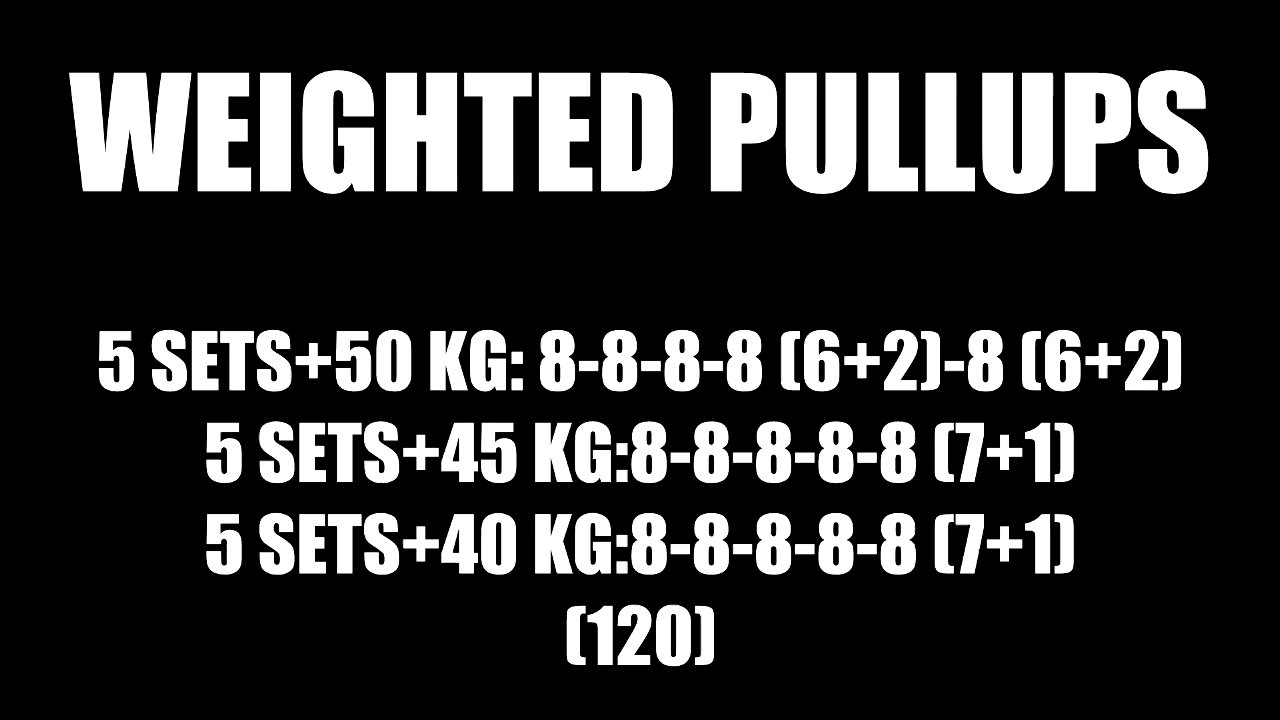 WEIGHTED PULLUPS
5 SETS+50 KG: 8-8-8-8 (6+2)-8 (6+2)
5 SETS+45 KG:8-8-8-8-8 (7+1)
5 SETS+40 KG:8-8-8-8-8 (7+1)
(120)